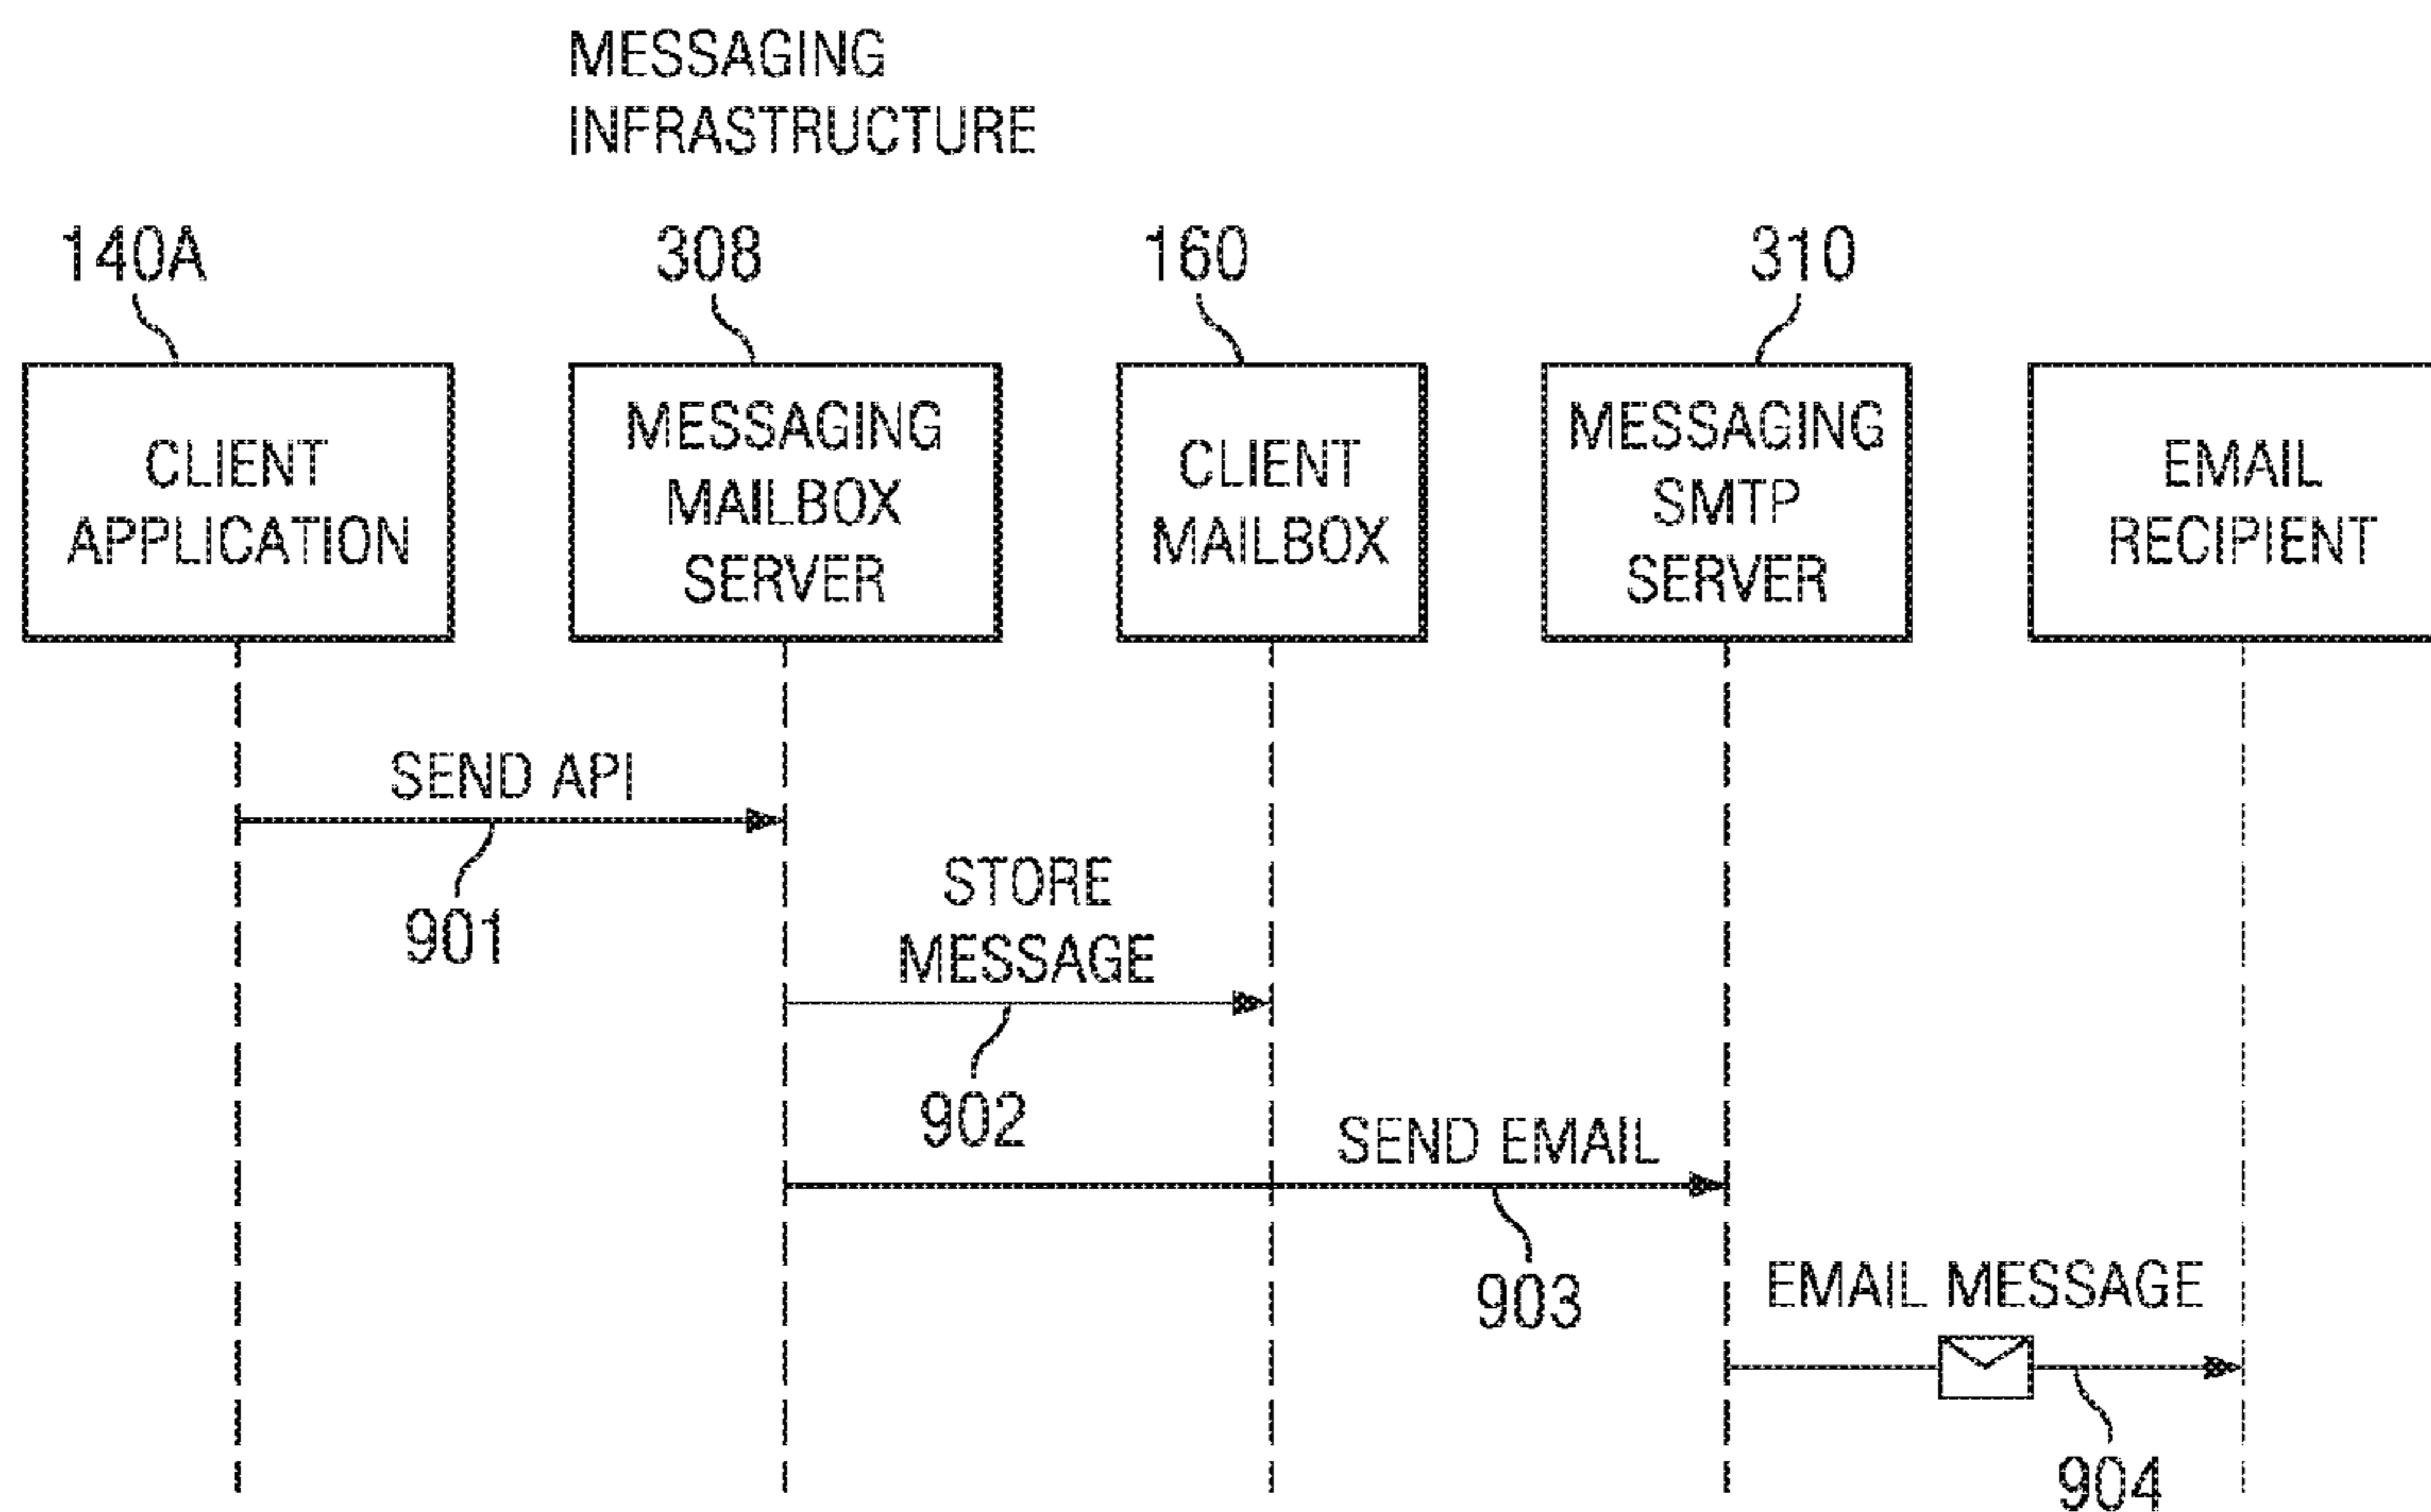 MESSAGING
INFRASTRUCTURE
140A
308
160
310
CLIENT
APPLICATION
MESSAGING
MAILBOX
SERVER
CLIENT
MAILBOX
MESSAGING
SMTP
SERVER
EMAIL
RECIPIENT
SEND API
901
STORE
MESSAGE
902
SEND EMAIL
903
EMAIL MESSAGE
904